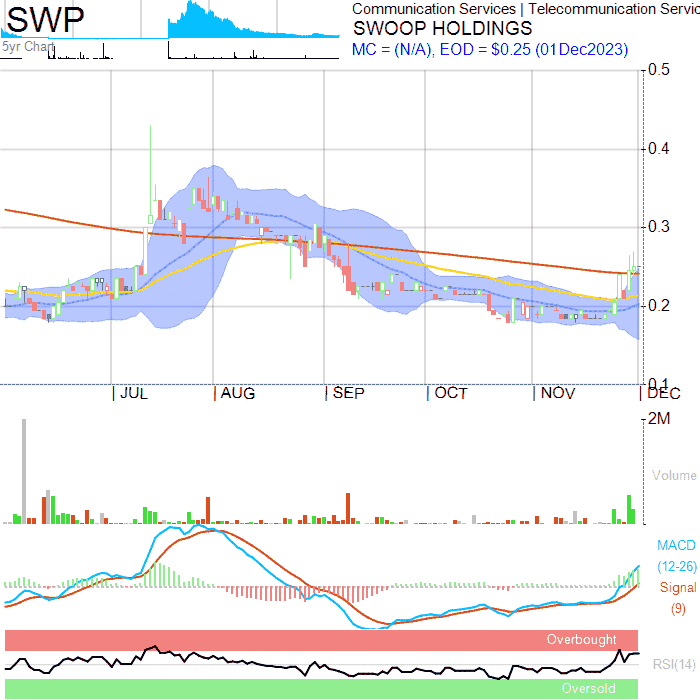 SWP
Communication Services | Telecommunication Servic
SWOOP HOLDINGS
5yr Chart
MC = (N/A), EOD = $0.25 (01Dec2023)
0.5
0.4
0.3
0.2
0.1
JUL AUG SEP OCT NOV DEC
2M
Volume
MACD
(12-26)
Signal
(9)
Overbought
RSI(14)
Oversold